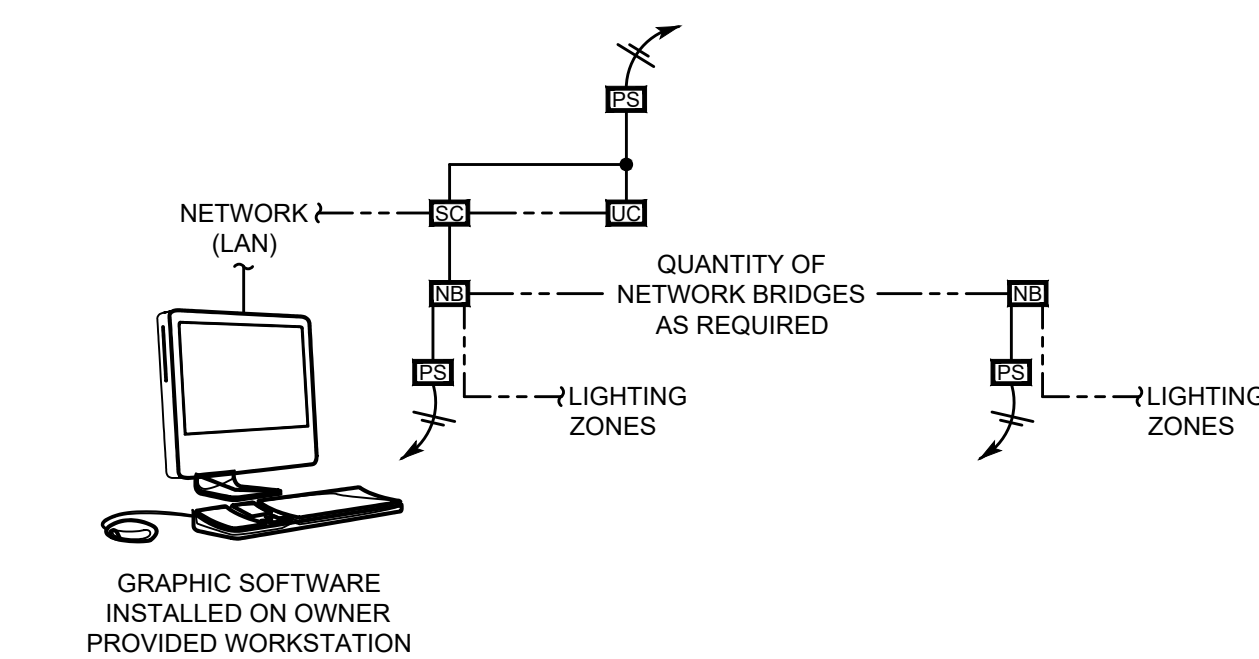 PS
NETWORK
(LAN)
SC
UC
NB
QUANTITY OF
NETWORK BRIDGES
AS REQUIRED
NB
PS
LIGHTING
ZONES
PS
LIGHTING
ZONES
GRAPHIC SOFTWARE
INSTALLED ON OWNER
PROVIDED WORKSTATION